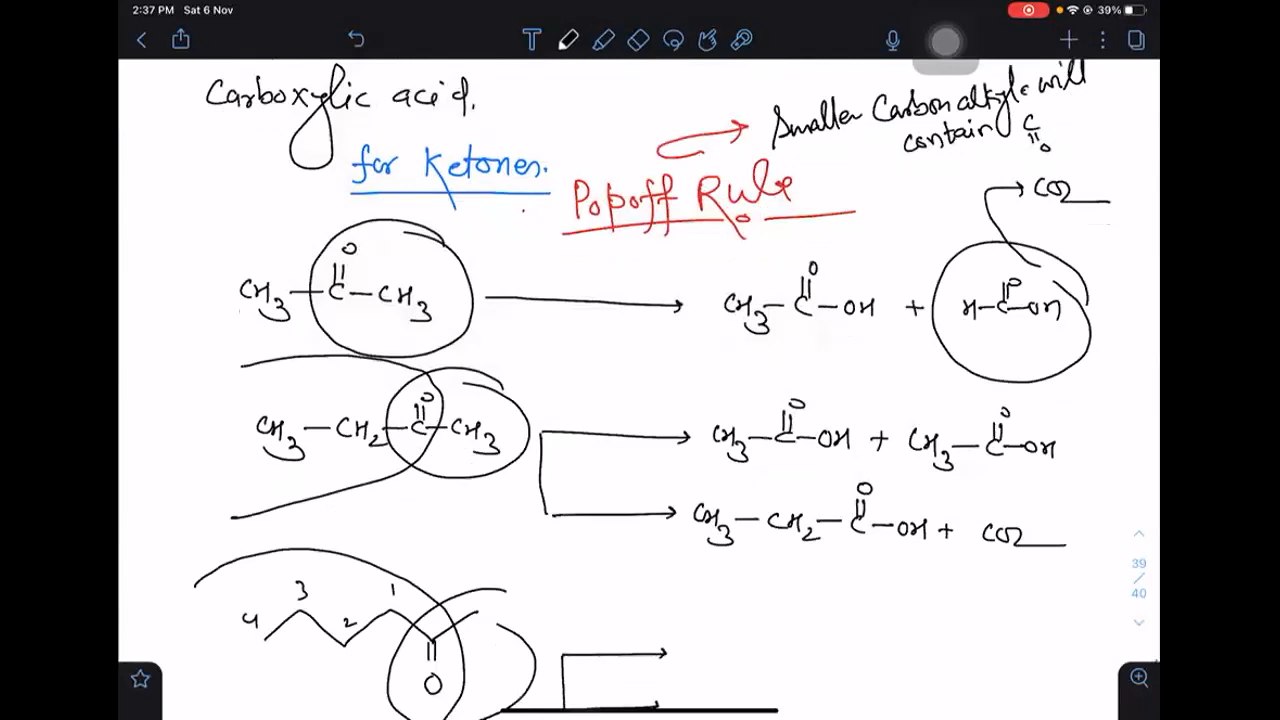 2:37 PM Sat 6 Nov
39%
Carboxylic acid.
Smaller Carbon alkyl will
contain C
=
O
for Ketones.
Popoff Rule
CO2
O
CH3—C—CH3
O
CH3—C—OH + H—C—OH
O
O
CH3—CH2—C—CH3
O
CH3—C—OH + CH3—C—OH
O
O
CH3—CH2—C—OH + CO2
O
39
/
40
4 3 2 1
O